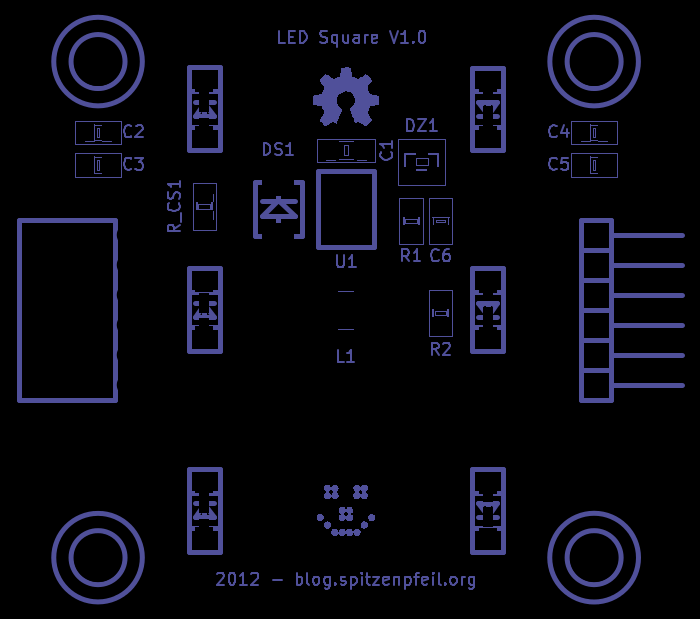 LED Square V1.0
DZ1
C2
DS1
C1
C4
C3
C5
R_CS1
U1
R1
C6
L1
R2
2012 - blog.spitzenpfeil.org